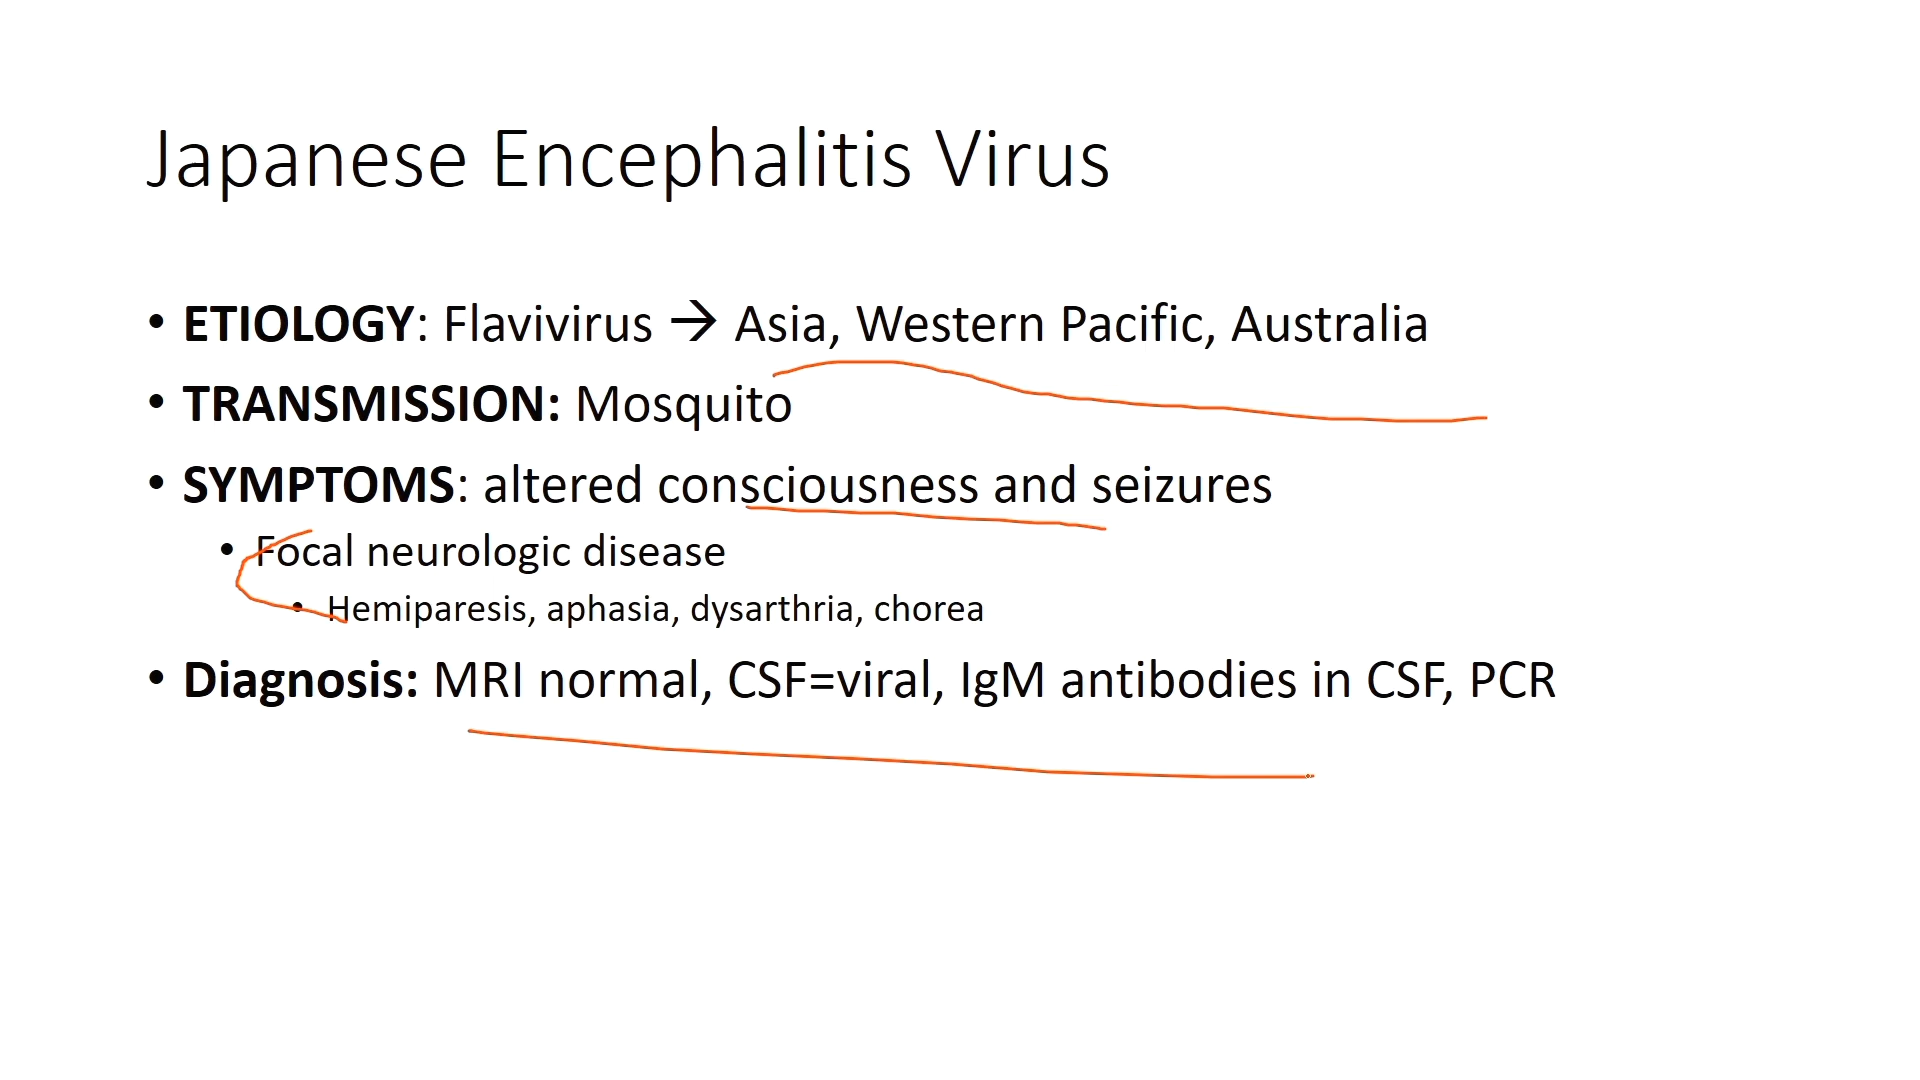 Japanese Encephalitis Virus
• ETIOLOGY: Flavivirus → Asia, Western Pacific, Australia
• TRANSMISSION: Mosquito
• SYMPTOMS: altered consciousness and seizures
• Focal neurologic disease
• Hemiparesis, aphasia, dysarthria, chorea
• Diagnosis: MRI normal, CSF=viral, IgM antibodies in CSF, PCR